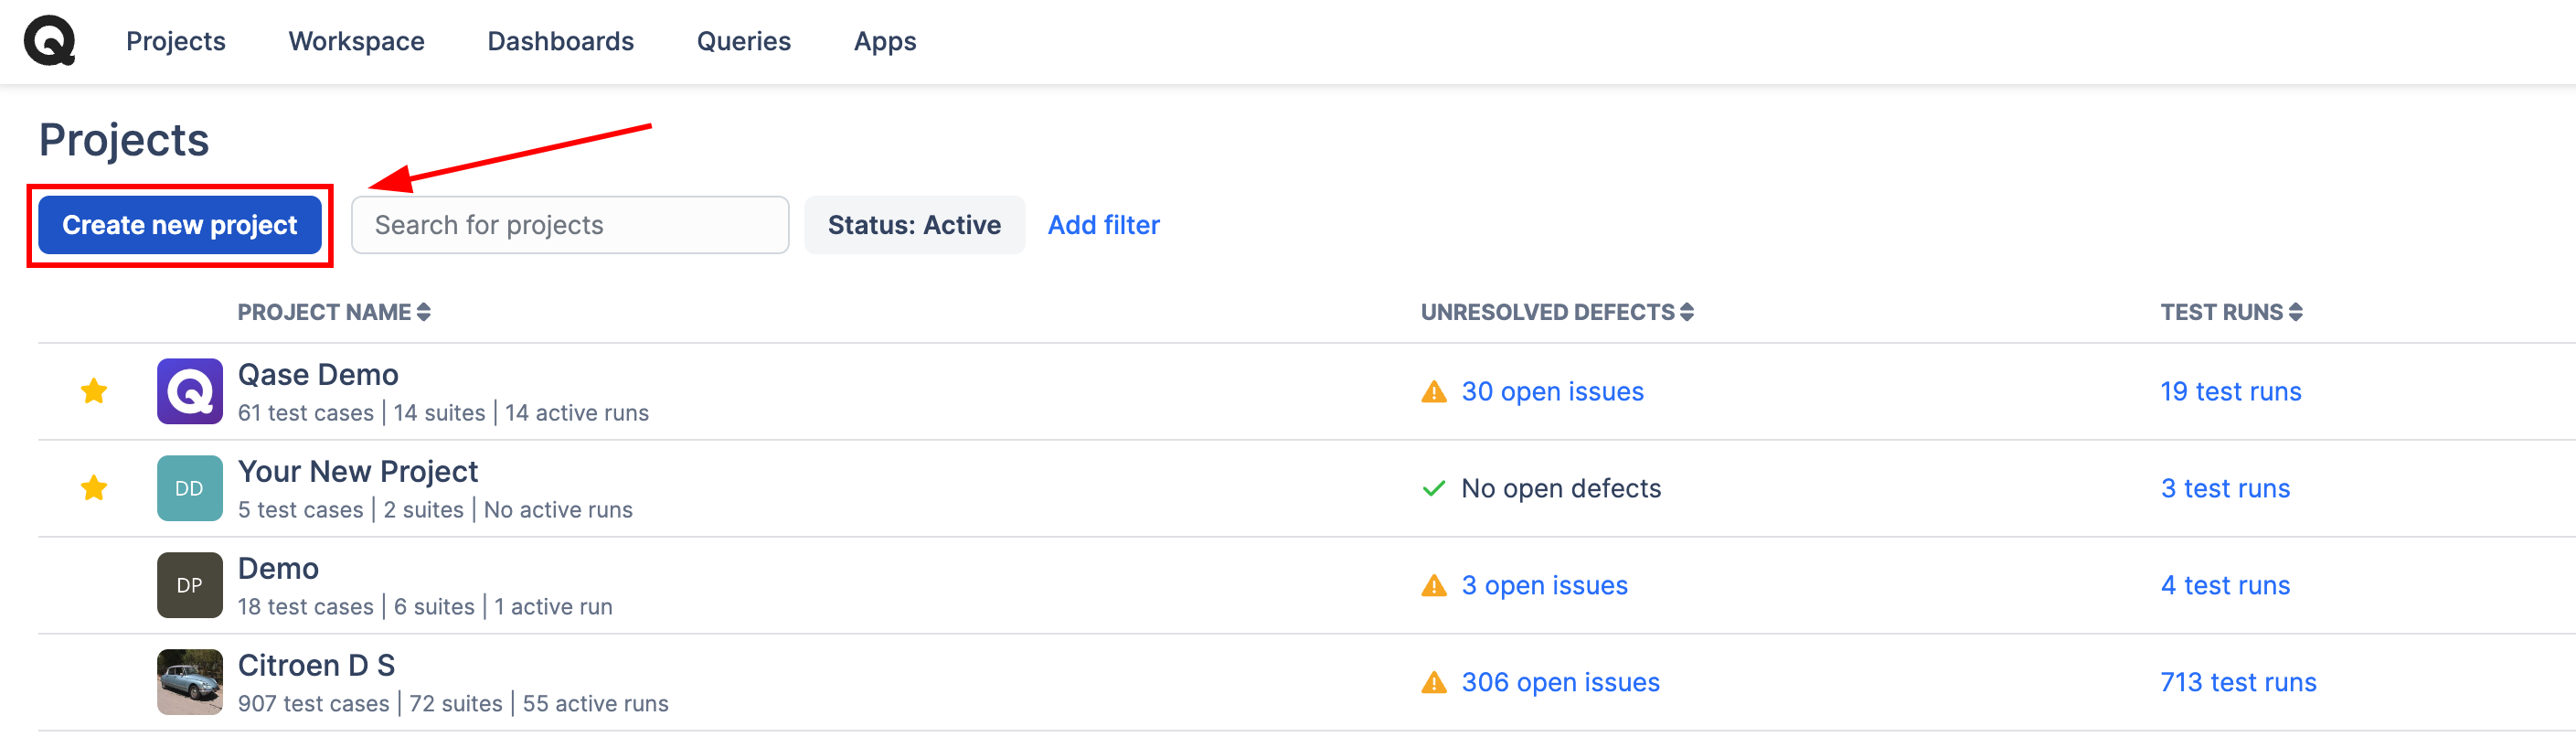 Projects Workspace Dashboards Queries Apps
Projects
Create new project Search for projects Status: Active Add filter
PROJECT NAME UNRESOLVED DEFECTS TEST RUNS
Qase Demo
61 test cases | 14 suites | 14 active runs
30 open issues 19 test runs
DD
Your New Project
5 test cases | 2 suites | No active runs
No open defects 3 test runs
DP
Demo
18 test cases | 6 suites | 1 active run
3 open issues 4 test runs
Citroen D S
907 test cases | 72 suites | 55 active runs
306 open issues 713 test runs